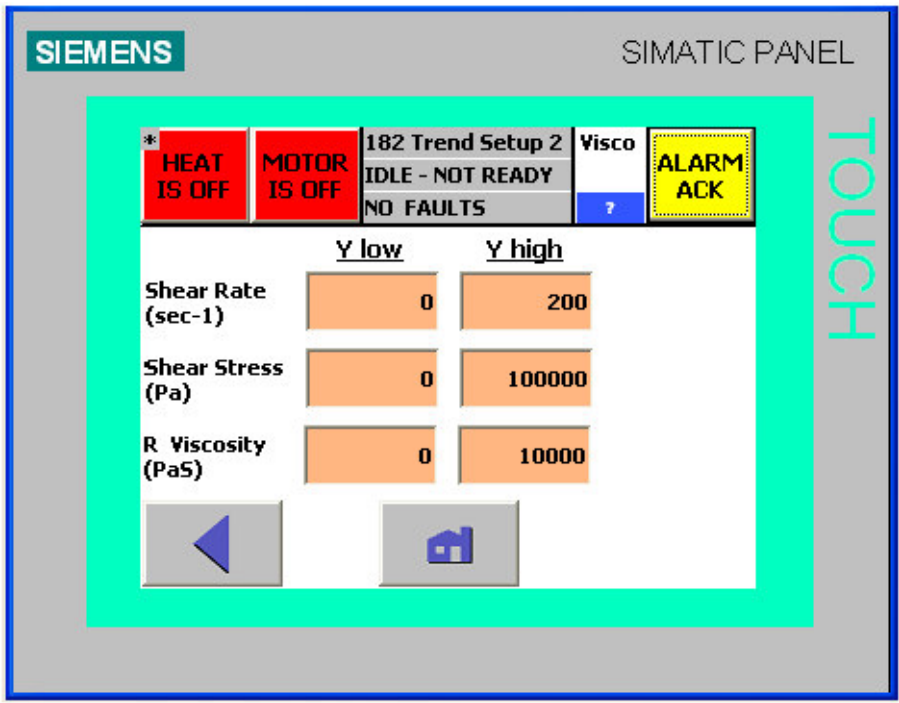 SIEMENS
SIMATIC PANEL
TOUCH
*
HEAT
IS OFF
MOTOR
IS OFF
182 Trend Setup 2
IDLE - NOT READY
NO FAULTS
Visco
?
ALARM
ACK
Y low
Y high
Shear Rate
(sec-1)
0
200
Shear Stress
(Pa)
0
100000
R Viscosity
(PaS)
0
10000